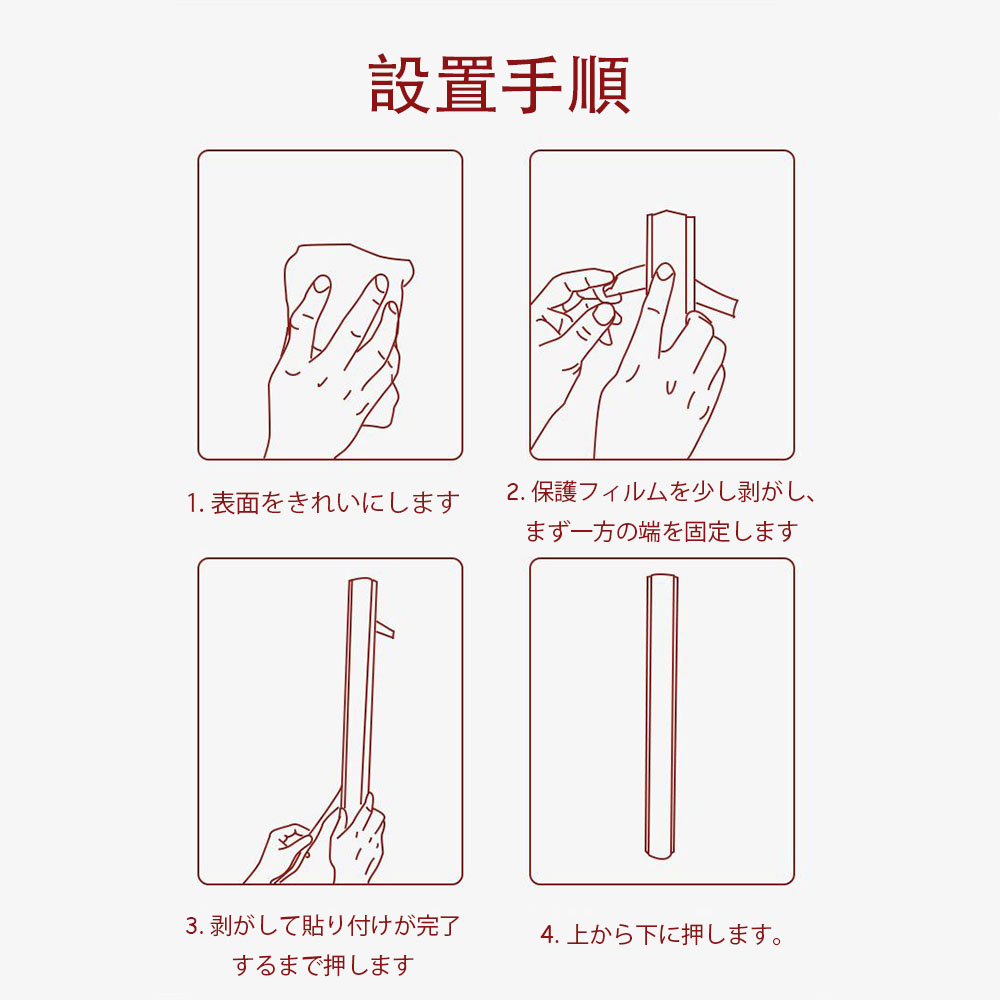 設置手順
1. 表面をきれいにします
2. 保護フィルムを少し剥がし、
まず一方の端を固定します
3. 剥がして貼り付けが完了
するまで押します
4. 上から下に押します。